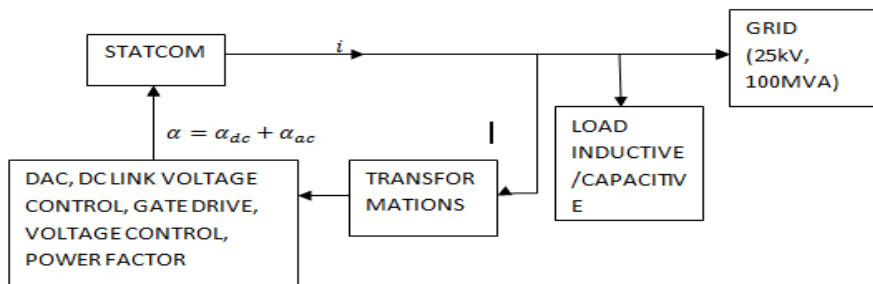 STATCOM
i
GRID
(25kV,
100MVA)
α = α_dc + α_ac
I
LOAD
INDUCTIVE
/CAPACITIV
E
TRANSFOR
MATIONS
DAC, DC LINK VOLTAGE
CONTROL, GATE DRIVE,
VOLTAGE CONTROL,
POWER FACTOR